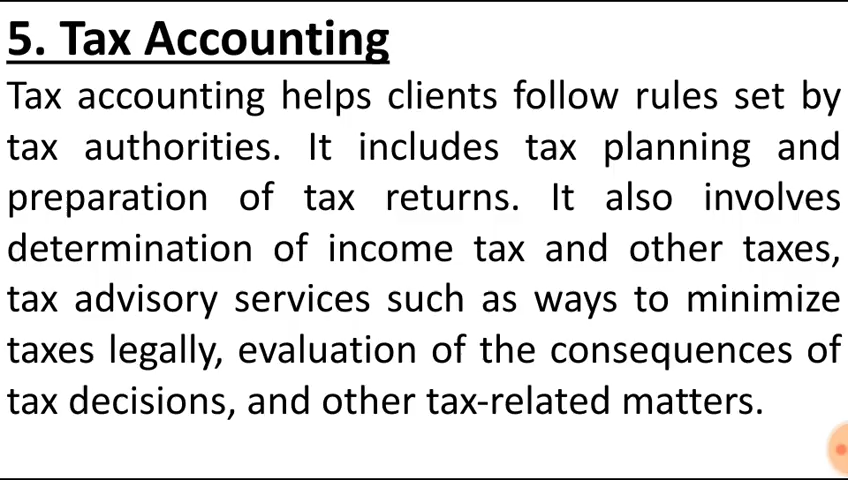 5. Tax Accounting
Tax accounting helps clients follow rules set by
tax authorities. It includes tax planning and
preparation of tax returns. It also involves
determination of income tax and other taxes,
tax advisory services such as ways to minimize
taxes legally, evaluation of the consequences of
tax decisions, and other tax-related matters.